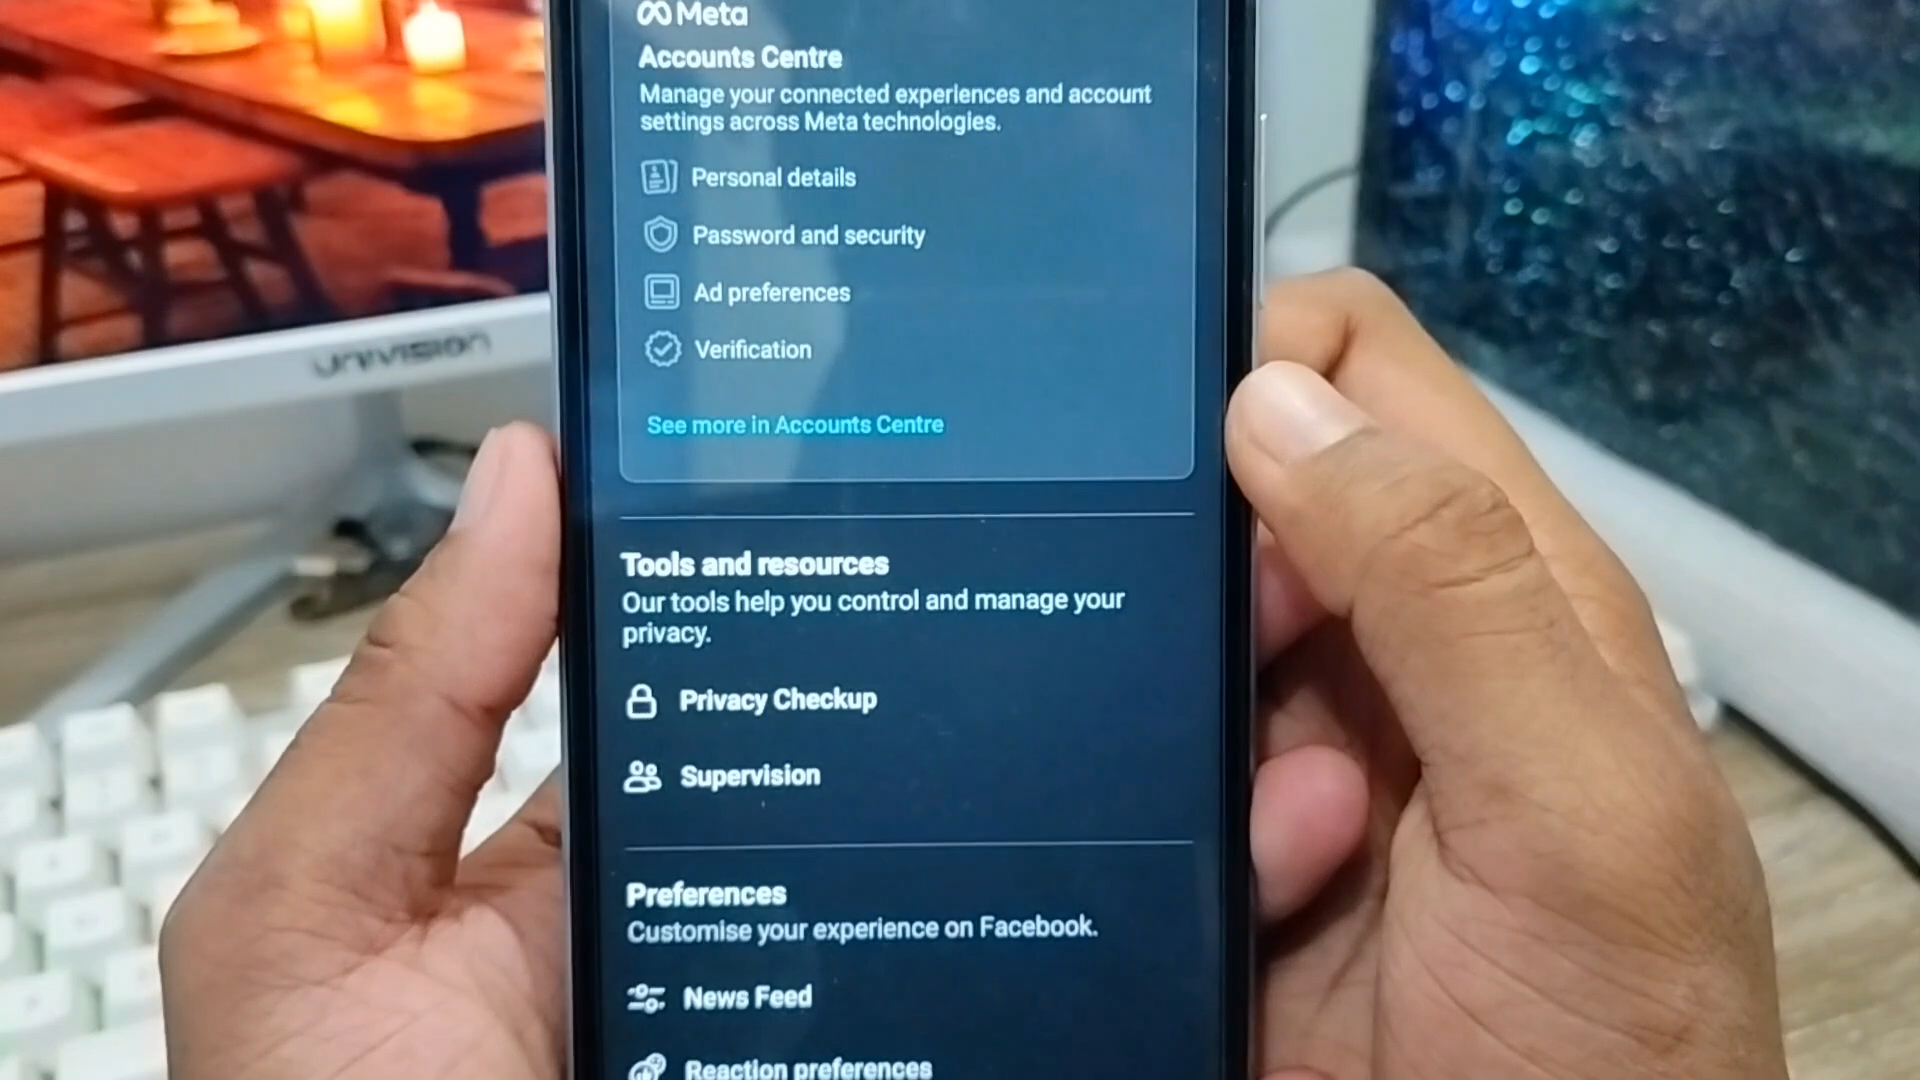 Meta
Accounts Centre
Manage your connected experiences and account
settings across Meta technologies.
Personal details
Password and security
Ad preferences
Verification
See more in Accounts Centre
Tools and resources
Our tools help you control and manage your
privacy.
Privacy Checkup
Supervision
Preferences
Customise your experience on Facebook.
News Feed
Reaction preferences
UNIVISION